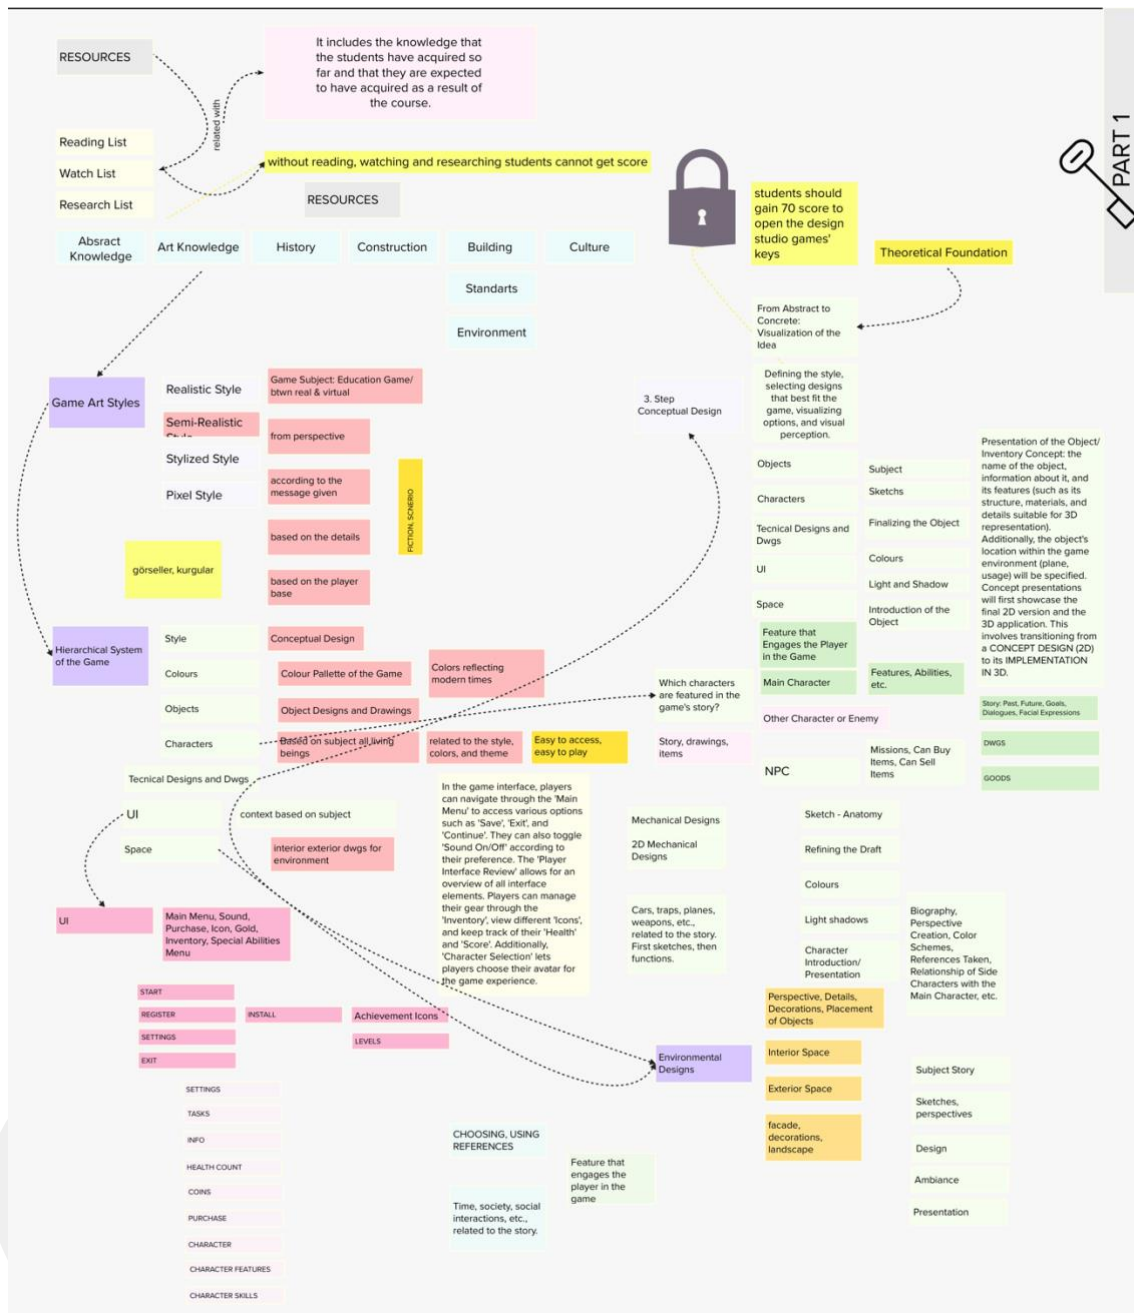 PART 1
RESOURCES
It includes the knowledge that
the students have acquired so
far and that they are expected
to have acquired as a result of
the course.
related with
Reading List
Watch List
Research List
without reading, watching and researching students cannot get score
RESOURCES
students should
gain 70 score to
open the design
studio games'
keys
Theoretical Foundation
Absract
Knowledge
Art Knowledge
History
Construction
Building
Culture
Standarts
Environment
From Abstract to
Concrete:
Visualization of the
Idea
Defining the style,
selecting designs
that best fit the
game, visualizing
options, and visual
perception.
3. Step
Conceptual Design
Game Art Styles
Realistic Style
Semi-Realistic
Style
Stylized Style
Pixel Style
Game Subject: Education Game/
btwn real & virtual
from perspective
according to the
message given
based on the details
based on the player
base
FICTION, SCNERIO
görseller, kurgular
Objects
Characters
Tecnical Designs and
Dwgs
UI
Space
Feature that
Engages the Player
in the Game
Main Character
Other Character or Enemy
NPC
Subject
Sketchs
Finalizing the Object
Colours
Light and Shadow
Introduction of the
Object
Features, Abilities,
etc.
Missions, Can Buy
Items, Can Sell
Items
Presentation of the Object/
Inventory Concept: the
name of the object,
information about it, and
its features (such as its
structure, materials, and
details suitable for 3D
representation).
Additionally, the object's
location within the game
environment (plane,
usage) will be specified.
Concept presentations
will first showcase the
final 2D version and the
3D application. This
involves transitioning from
a CONCEPT DESIGN (2D)
to its IMPLEMENTATION
IN 3D.
Story: Past, Future, Goals,
Dialogues, Facial Expressions
DWGS
GOODS
Hierarchical System
of the Game
Style
Colours
Objects
Characters
Tecnical Designs and Dwgs
UI
Space
Conceptual Design
Colour Pallette of the Game
Colors reflecting
modern times
Object Designs and Drawings
Based on subject all living
beings
related to the style,
colors, and theme
Easy to access,
easy to play
Which characters
are featured in the
game's story?
Story, drawings,
items
context based on subject
interior exterior dwgs for
environment
In the game interface, players
can navigate through the 'Main
Menu' to access various options
such as 'Save', 'Exit', and
'Continue'. They can also toggle
'Sound On/Off' according to
their preference. The 'Player
Interface Review' allows for an
overview of all interface
elements. Players can manage
their gear through the
'Inventory', view different 'Icons',
and keep track of their 'Health'
and 'Score'. Additionally,
'Character Selection' lets
players choose their avatar for
the game experience.
Mechanical Designs
2D Mechanical
Designs
Cars, traps, planes,
weapons, etc.,
related to the story.
First sketches, then
functions.
Sketch - Anatomy
Refining the Draft
Colours
Light shadows
Character
Introduction/
Presentation
Biography,
Perspective
Creation, Color
Schemes,
References Taken,
Relationship of Side
Characters with the
Main Character, etc.
UI
Main Menu, Sound,
Purchase, Icon, Gold,
Inventory, Special Abilities
Menu
START
REGISTER
SETTINGS
EXIT
INSTALL
Achievement Icons
LEVELS
Environmental
Designs
Perspective, Details,
Decorations, Placement
of Objects
Interior Space
Exterior Space
facade,
decorations,
landscape
Subject Story
Sketches,
perspectives
Design
Ambiance
Presentation
SETTINGS
TASKS
INFO
HEALTH COUNT
COINS
PURCHASE
CHARACTER
CHARACTER FEATURES
CHARACTER SKILLS
CHOOSING, USING
REFERENCES
Time, society, social
interactions, etc.,
related to the story.
Feature that
engages the
player in the
game